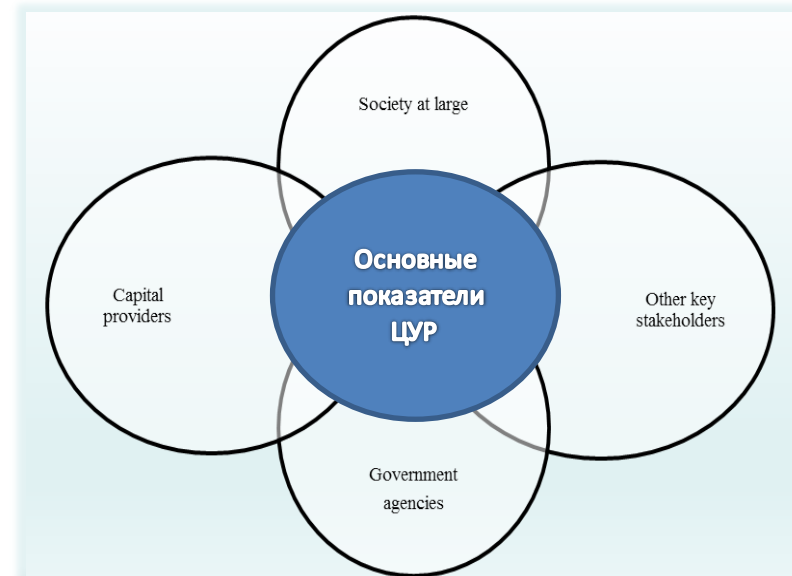 Society at large
Capital
providers
Основные
показатели
ЦУР
Other key
stakeholders
Government
agencies